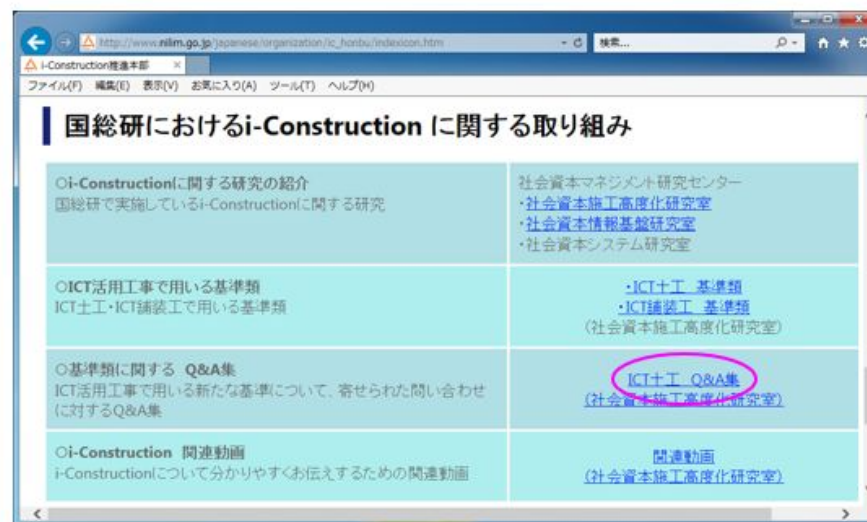 http://www.nilim.go.jp/japanese/organization/ic_honbu/indexicon.htm
検索...
i-Construction推進本部
ファイル(F) 編集(E) 表示(V) お気に入り(A) ツール(T) ヘルプ(H)
国総研におけるi-Construction に関する取り組み
○i-Constructionに関する研究の紹介
国総研で実施しているi-Constructionに関する研究
社会資本マネジメント研究センター
・社会資本施工高度化研究室
・社会資本情報基盤研究室
・社会資本システム研究室
○ICT活用工事で用いる基準類
ICT土工・ICT舗装工で用いる基準類
・ICT土工 基準類
・ICT舗装工 基準類
(社会資本施工高度化研究室)
○基準類に関する Q&A集
ICT活用工事で用いる新たな基準について、寄せられた問い合わせ
に対するQ&A集
ICT土工 Q&A集
(社会資本施工高度化研究室)
○i-Construction 関連動画
i-Constructionについて分かりやすくお伝えするための関連動画
関連動画
(社会資本施工高度化研究室)